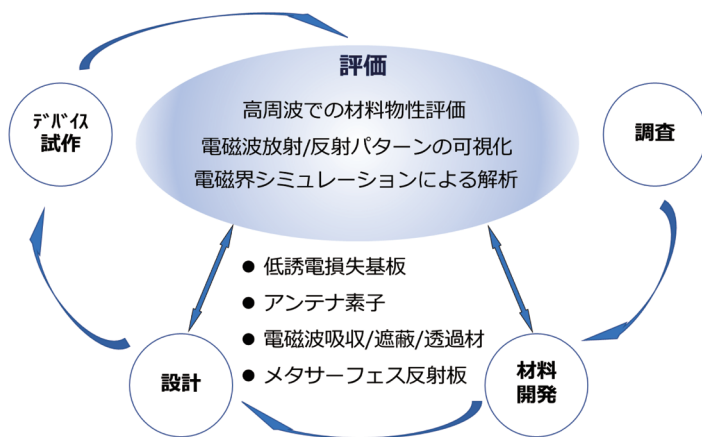 評価
高周波での材料物性評価
電磁波放射/反射パターンの可視化
電磁界シミュレーションによる解析
ﾃﾞﾊﾞｲｽ
試作
調査
● 低誘電損失基板
● アンテナ素子
● 電磁波吸収/遮蔽/透過材
● メタサーフェス反射板
設計
材料
開発